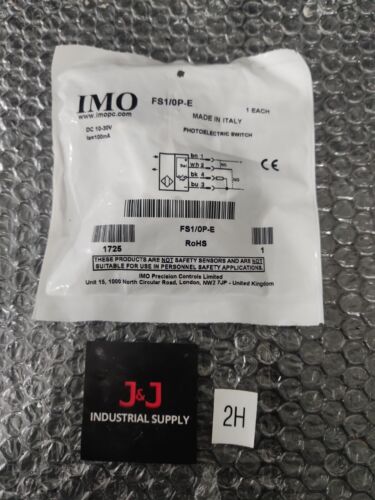 IMO
www.imopc.com
FS1/0P-E
1 EACH
MADE IN ITALY
DC 10-30V
Is=100mA
PHOTOELECTRIC SWITCH
bn 1
wh 2
NO
bk 4
NO
bu 3
CE
FS1/0P-E
1725
RoHS
1
THESE PRODUCTS ARE NOT SAFETY SENSORS AND ARE NOT
SUITABLE FOR USE IN PERSONNEL SAFETY APPLICATIONS.
IMO Precision Controls Limited
Unit 15, 1000 North Circular Road, London, NW2 7JP - United Kingdom
J&J
INDUSTRIAL SUPPLY
2H